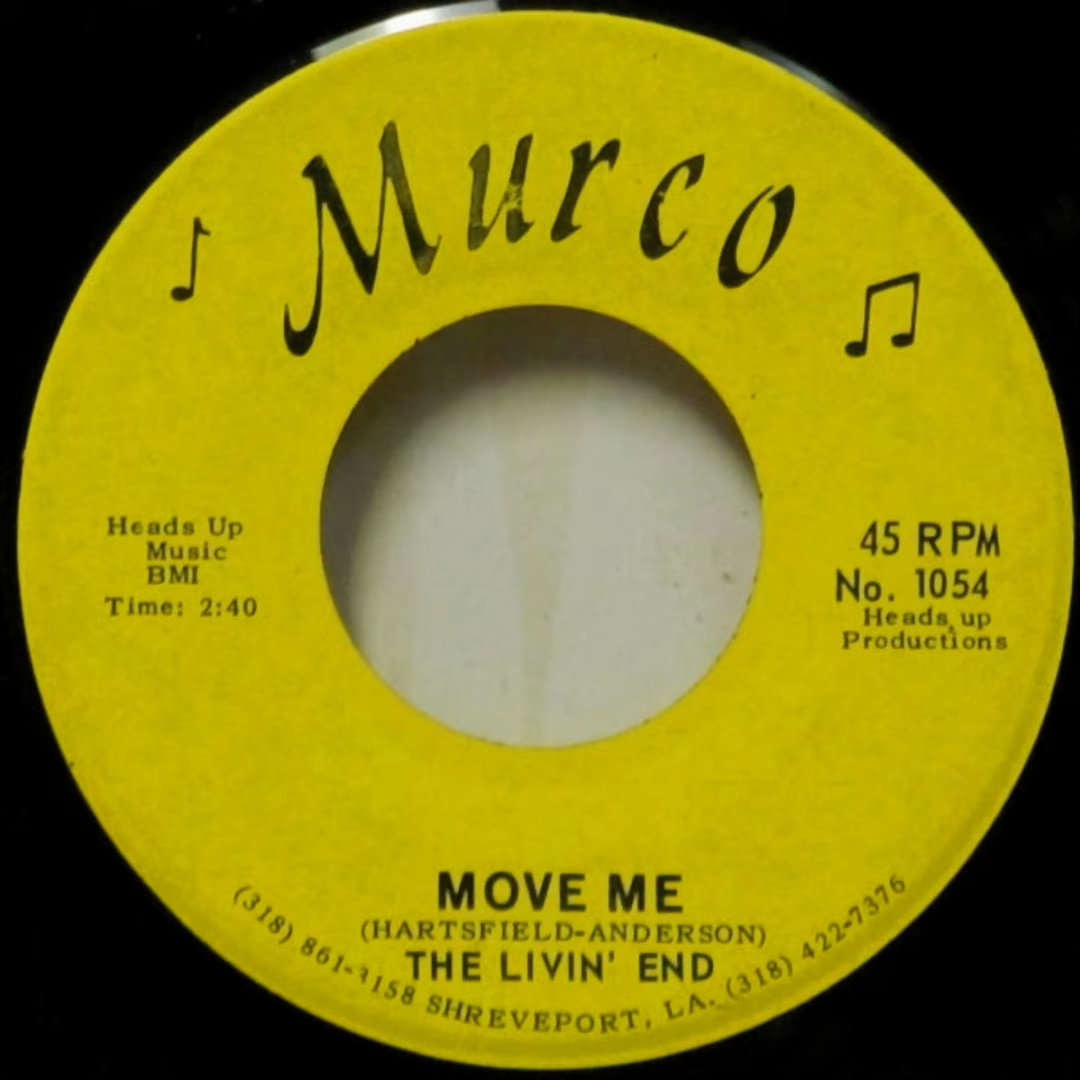 Murco
Heads Up
Music
BMI
Time: 2:40
45 RPM
No. 1054
Heads up
Productions
MOVE ME
(HARTSFIELD-ANDERSON)
THE LIVIN' END
(318) 861-3158 SHREVEPORT, LA. (318) 422-7376